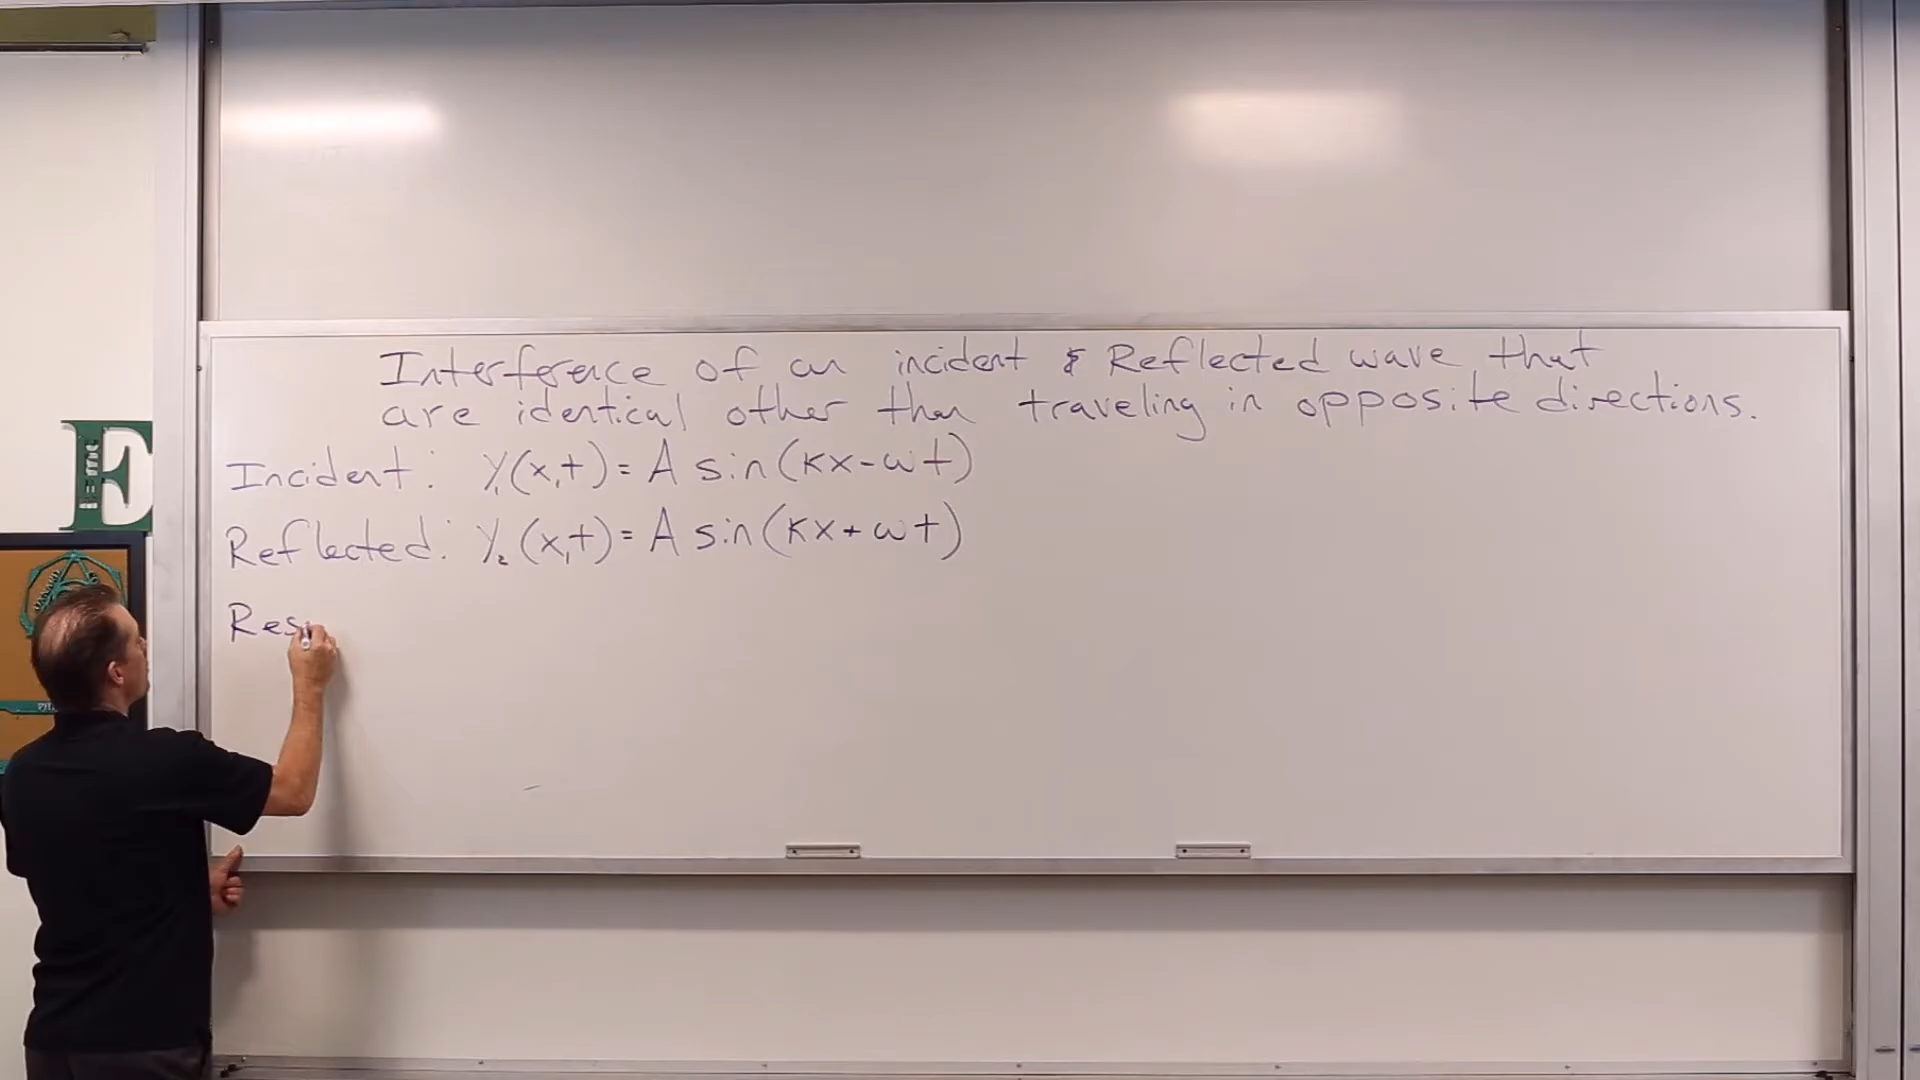 Interference of an incident & Reflected wave that
are identical other than traveling in opposite directions.
Incident: y₁(x,t) = A sin(kx-ωt)
Reflected: y₂(x,t) = A sin(kx+ωt)
Res
E